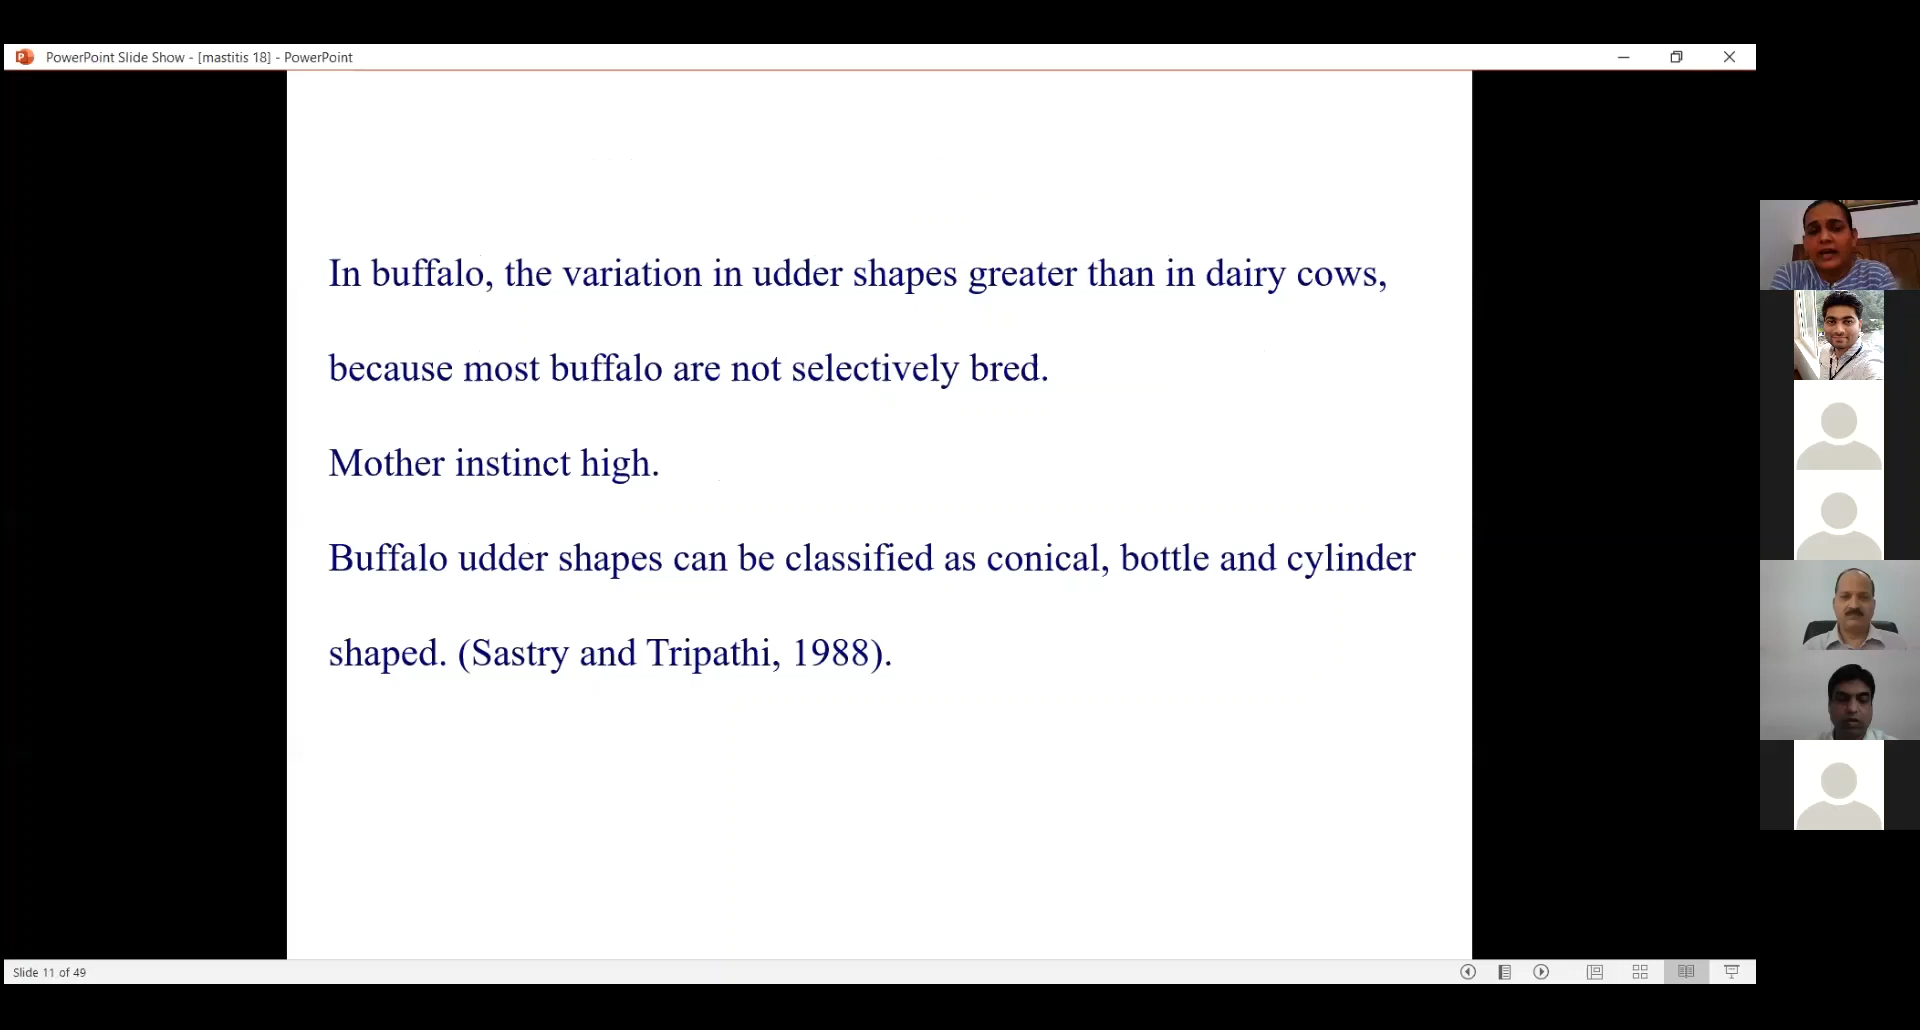 PowerPoint Slide Show - [mastitis 18] - PowerPoint
In buffalo, the variation in udder shapes greater than in dairy cows,
because most buffalo are not selectively bred.
Mother instinct high.
Buffalo udder shapes can be classified as conical, bottle and cylinder
shaped. (Sastry and Tripathi, 1988).
Slide 11 of 49